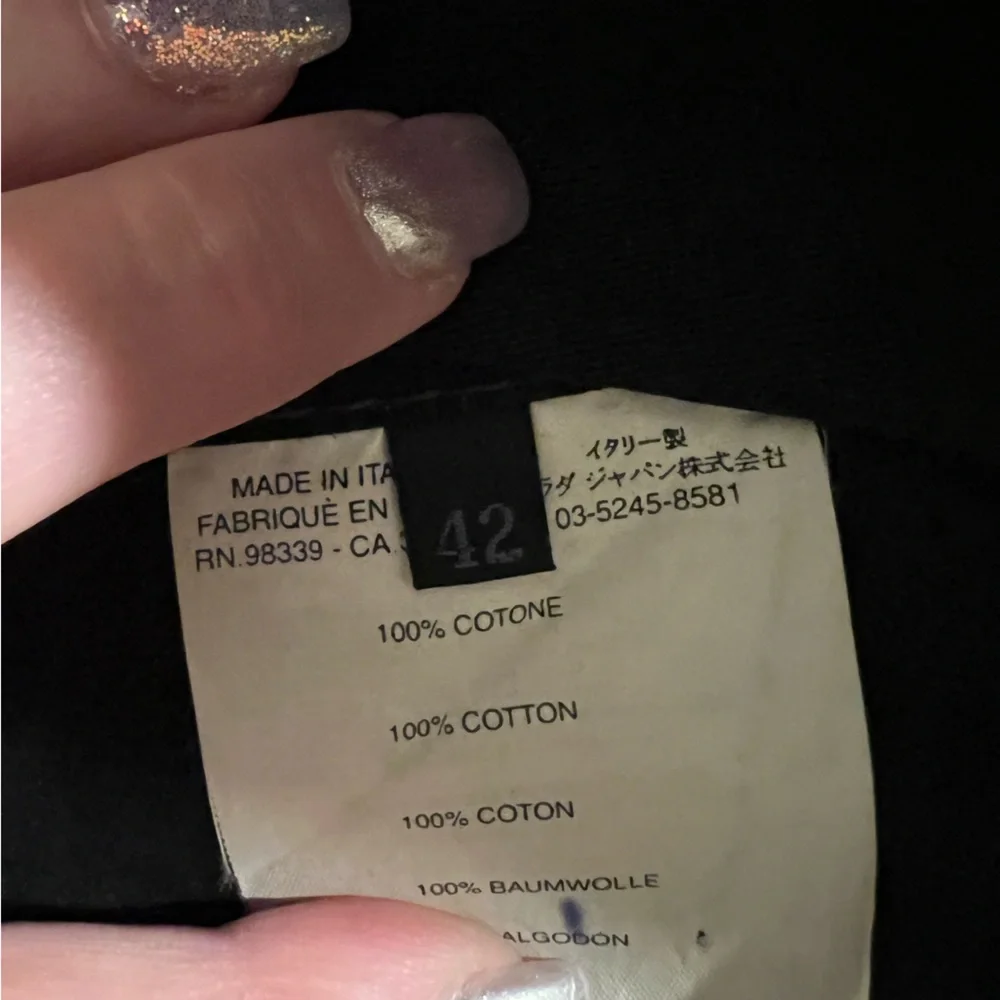 MADE IN ITA
FABRIQUÈ EN
RN.98339 - CA
42
イタリー製
ラダ ジャパン株式会社
03-5245-8581
100% COTONE
100% COTTON
100% COTON
100% BAUMWOLLE
ALGODÓN